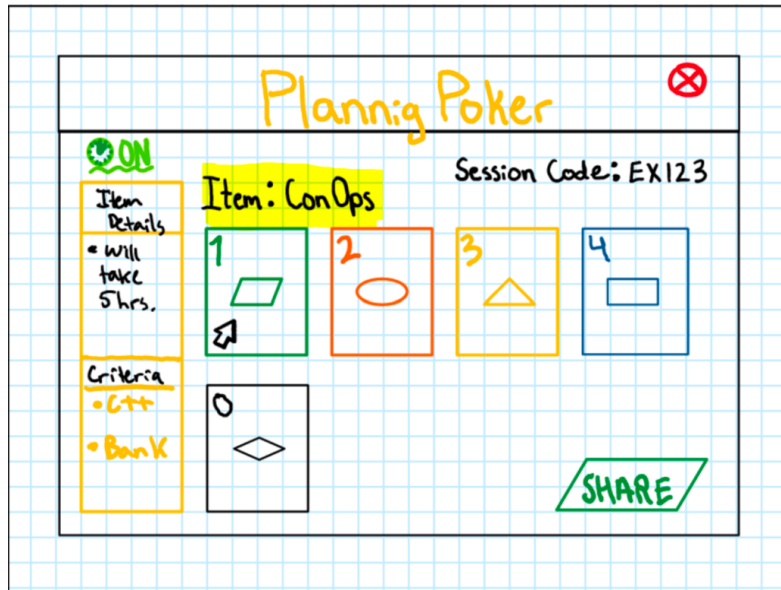 Plannig Poker
ON
Session Code: EX123
Item: ConOps
Item
Details
• Will
take
5hrs.
1
2
3
4
Criteria
• C++
• Bank
0
SHARE